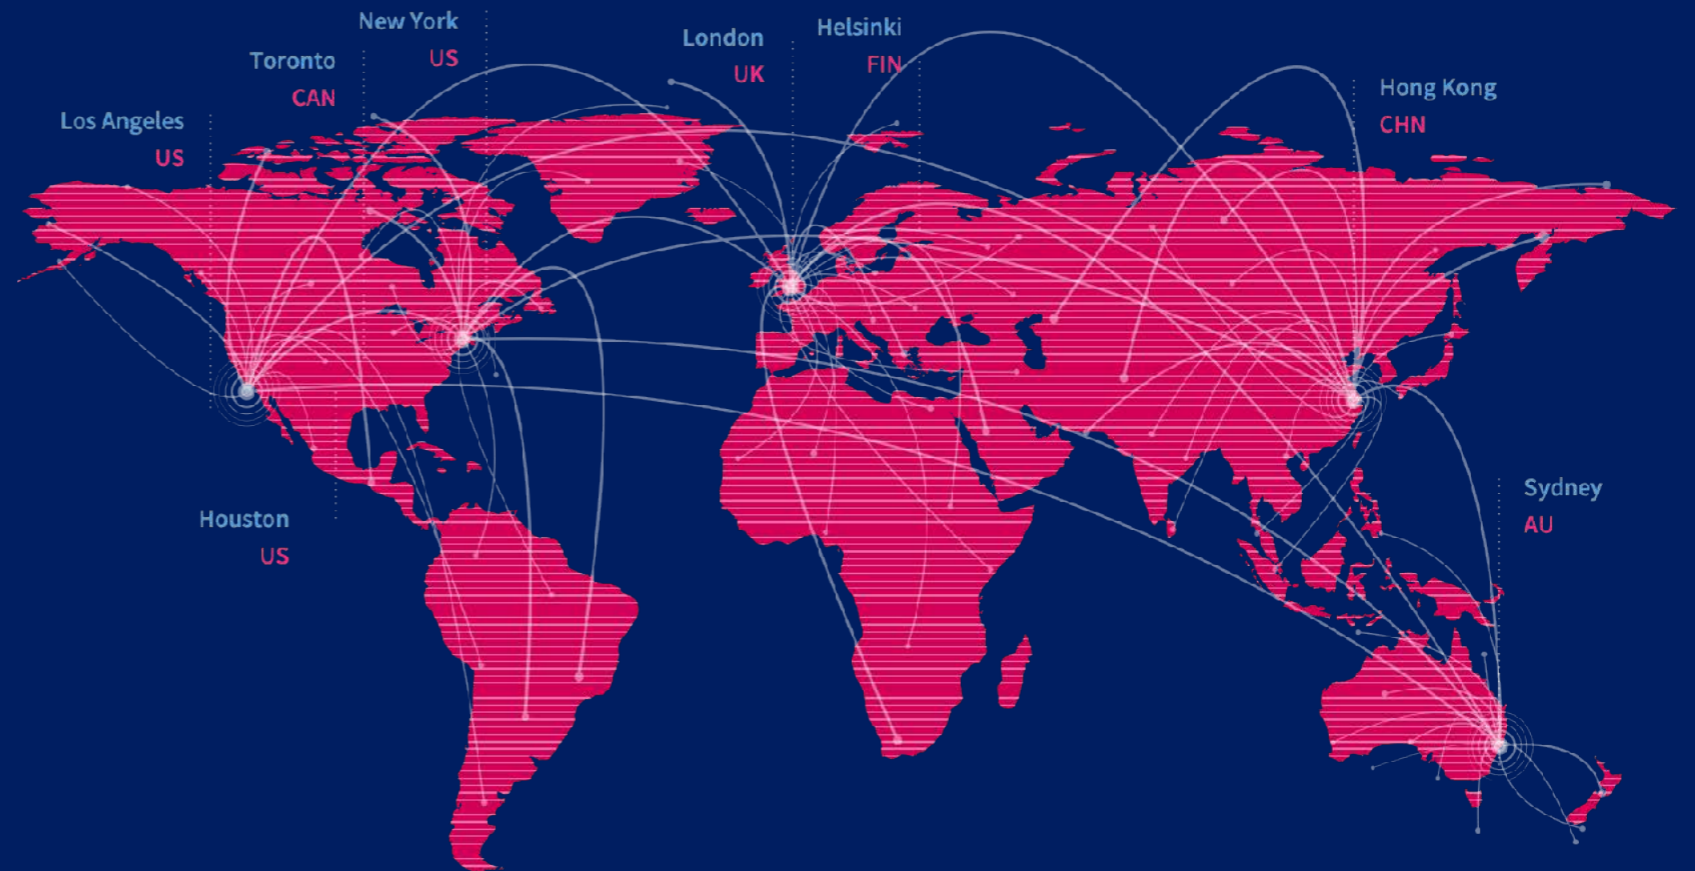 New York
US
Toronto
CAN
Los Angeles
US
London
UK
Helsinki
FIN
Hong Kong
CHN
Houston
US
Sydney
AU